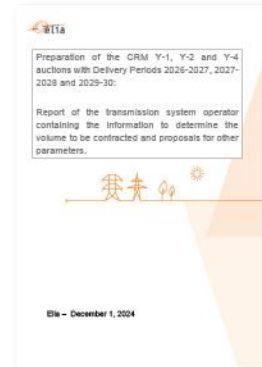 elia
Preparation of the CRM Y-1, Y-2 and Y-4
auctions with Delivery Periods 2026-2027, 2027-
2028 and 2029-30:
Report of the transmission system operator
containing the information to determine the
volume to be contracted and proposals for other
parameters.
Elia – December 1, 2024